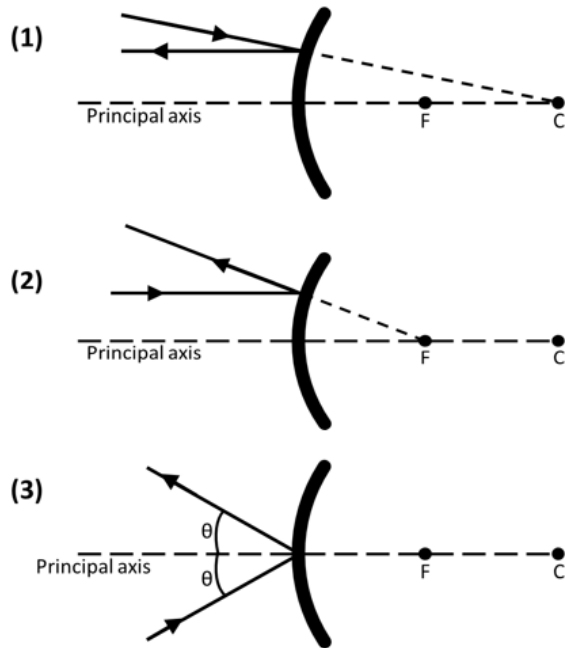 (1)
Principal axis
F
C
(2)
Principal axis
F
C
(3)
θ
θ
Principal axis
F
C